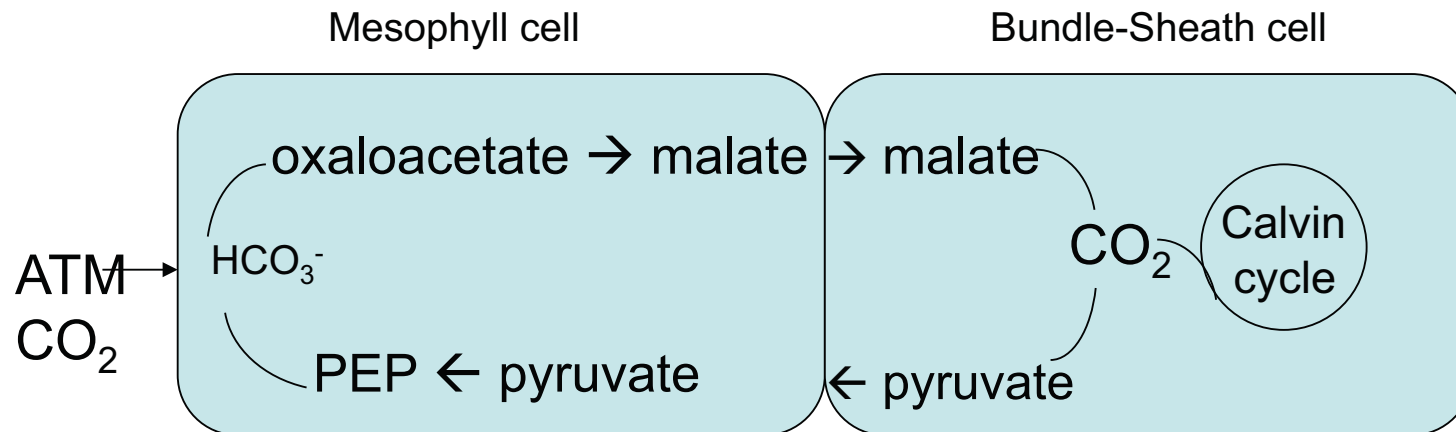 Mesophyll cell
Bundle-Sheath cell
oxaloacetate → malate → malate
ATM
CO₂
HCO₃⁻
CO₂
Calvin
cycle
PEP ← pyruvate ← pyruvate